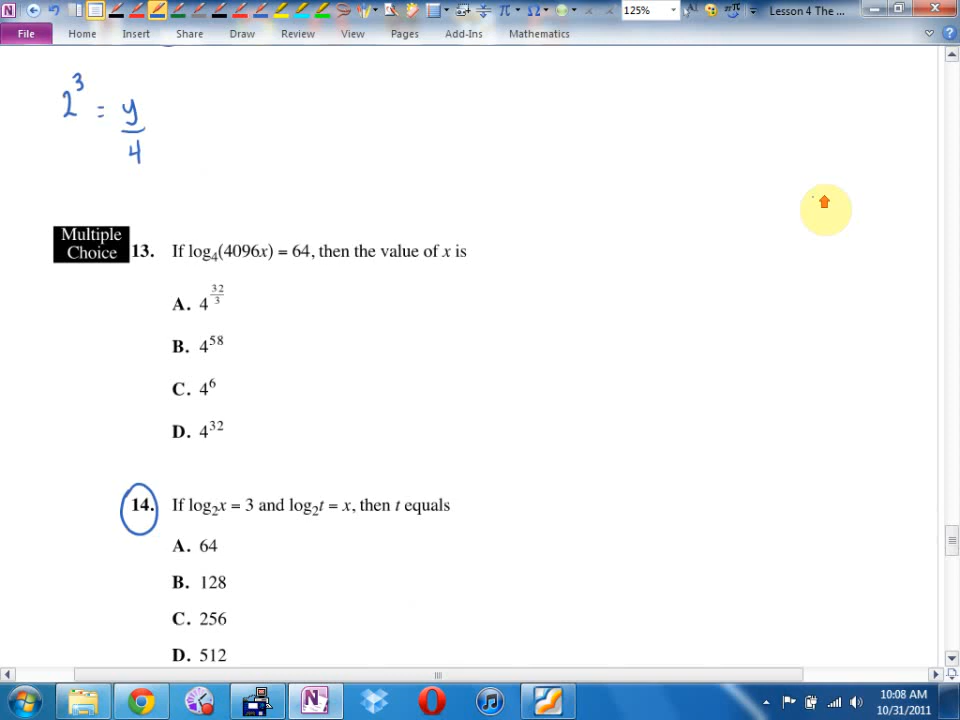 125% Lesson 4 The ...
File Home Insert Share Draw Review View Pages Add-Ins Mathematics
2^3 = y/4
Multiple Choice 13. If log₄(4096x) = 64, then the value of x is
A. 4^(32/3)
B. 4^58
C. 4^6
D. 4^32
14. If log₂x = 3 and log₂t = x, then t equals
A. 64
B. 128
C. 256
D. 512
10:08 AM
10/31/2011